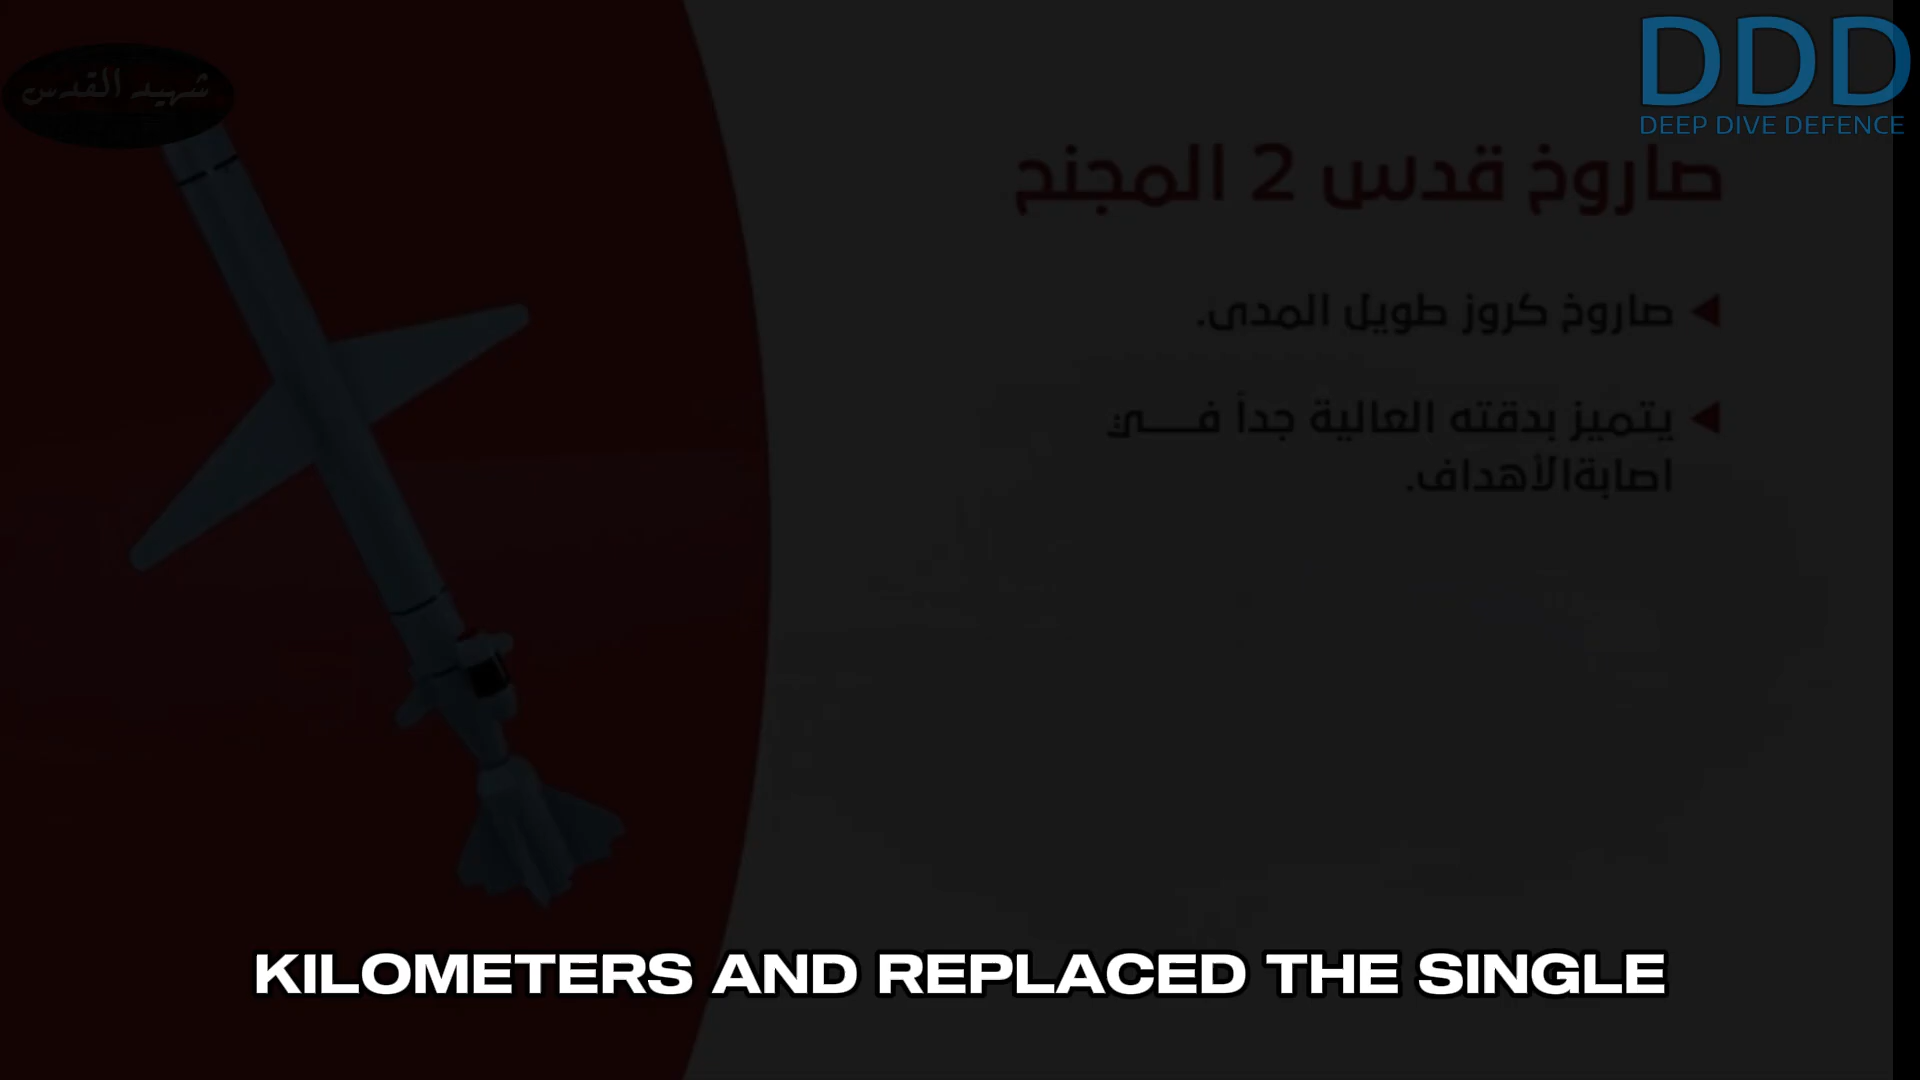 شهيد القدس
DDD
DEEP DIVE DEFENCE
صاروخ قدس 2 المجنح
صاروخ كروز طويل المدى.
يتميز بدقته العالية جداً فـــي
اصابةالأهداف.
KILOMETERS AND REPLACED THE SINGLE